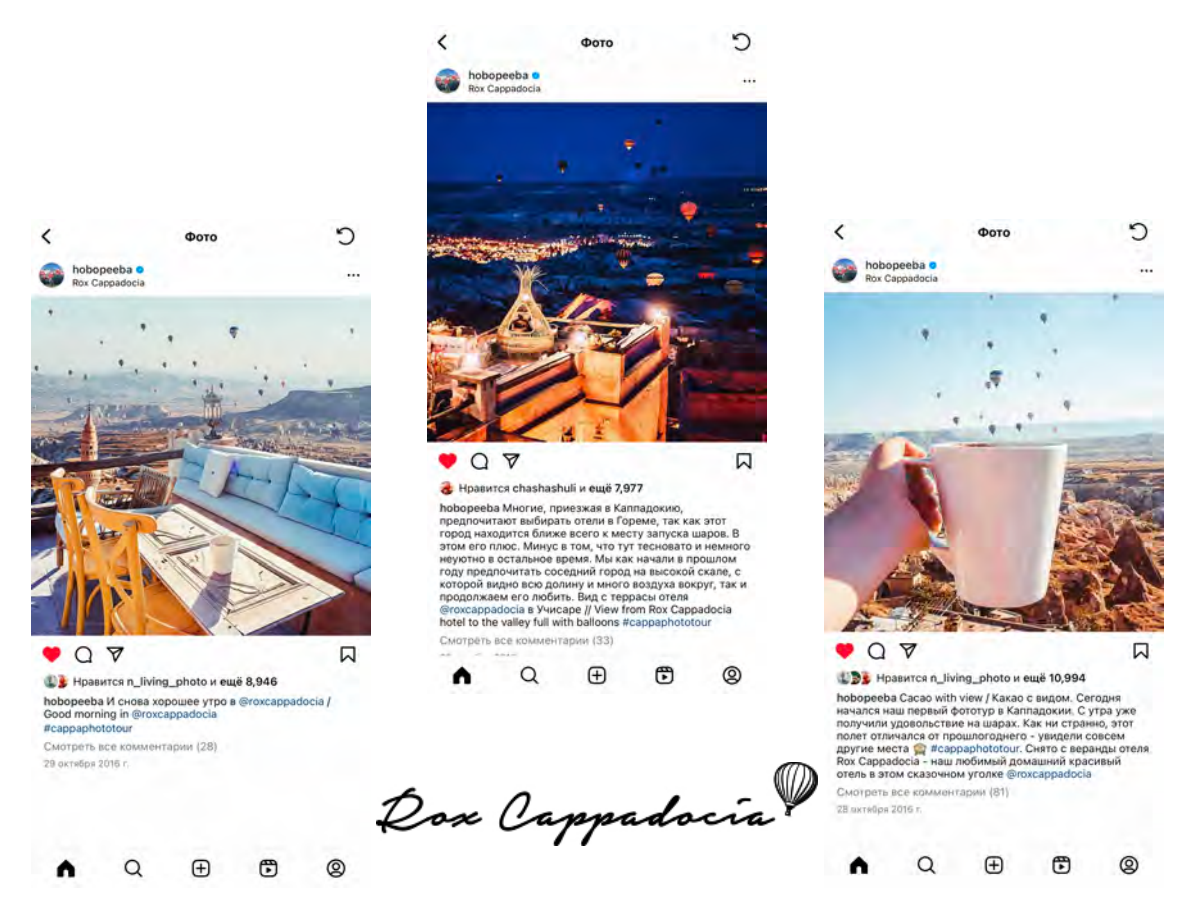 Фото
hobopeeba
Rox Cappadocia
Нравится n_living_photo и ещё 8,946
hobopeeba И снова хорошее утро в @roxcappadocia /
Good morning in @roxcappadocia
#cappaphototour
Смотреть все комментарии (28)
29 октября 2016 г.
Фото
hobopeeba
Rox Cappadocia
Нравится chashashuli и ещё 7,977
hobopeeba Многие, приезжая в Каппадокию,
предпочитают выбирать отели в Гореме, так как этот
город находится ближе всего к месту запуска шаров. В
этом его плюс. Минус в том, что тут тесновато и немного
неуютно в остальное время. Мы как начали в прошлом
году предпочитать соседний город на высокой скале, с
которой видно всю долину и много воздуха вокруг, так и
продолжаем его любить. Вид с террасы отеля
@roxcappadocia в Учисаре // View from Rox Cappadocia
hotel to the valley full with balloons #cappaphototour
Смотреть все комментарии (33)
Фото
hobopeeba
Rox Cappadocia
Нравится n_living_photo и ещё 10,994
hobopeeba Cacao with view / Какао с видом. Сегодня
начался наш первый фототур в Каппадокии. С утра уже
получили удовольствие на шарах. Как ни странно, этот
полет отличался от прошлогоднего - увидели совсем
другие места 🙈 #cappaphototour. Снято с веранды отеля
Rox Cappadocia - наш любимый домашний красивый
отель в этом сказочном уголке @roxcappadocia
Смотреть все комментарии (81)
28 октября 2016 г.
Rox Cappadocia